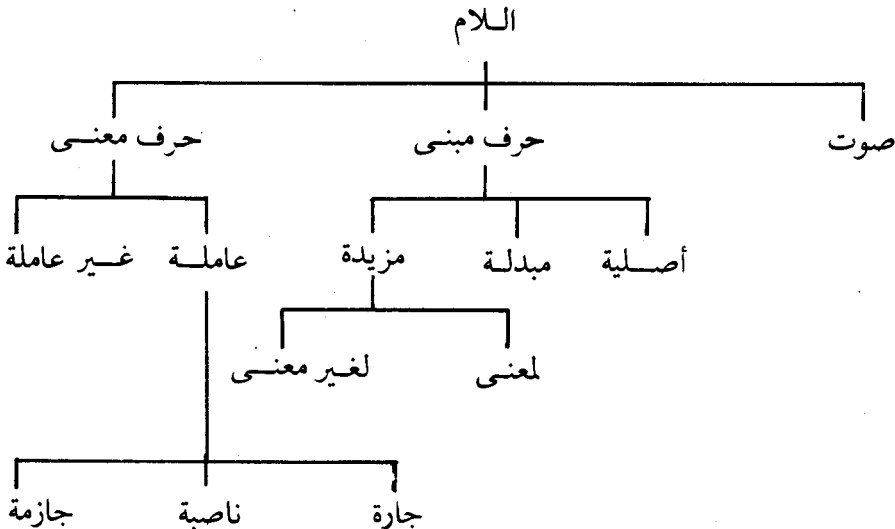 اللام
صوت حرف مبنى حرف معنى
أصلية مبدلة مزيدة عاملة غير عاملة
لمعنى لغير معنى
جارة ناصبة جازمة